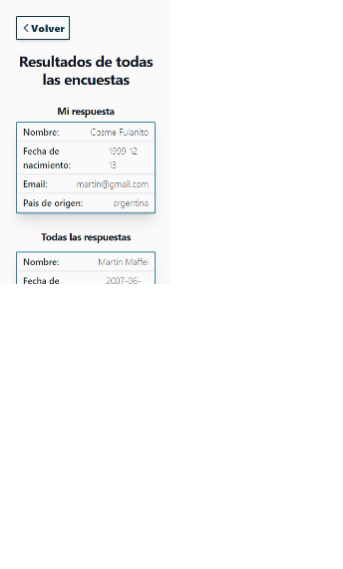 < Volver
Resultados de todas
las encuestas
Mi respuesta
Nombre: Cosme Fulanito
Fecha de 1999-12-
nacimiento: 13
Email: martin@gmail.com
Pais de origen: argentina
Todas las respuestas
Nombre: Martin Maffei
Fecha de 2007-06-